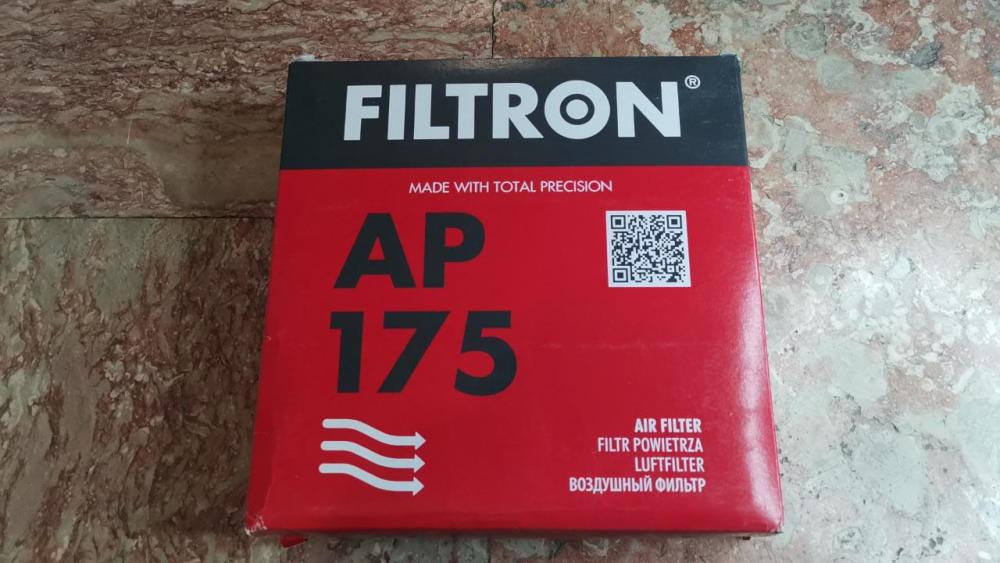 FILTRON®
MADE WITH TOTAL PRECISION
AP
175
AIR FILTER
FILTR POWIETRZA
LUFTFILTER
ВОЗДУШНЫЙ ФИЛЬТР